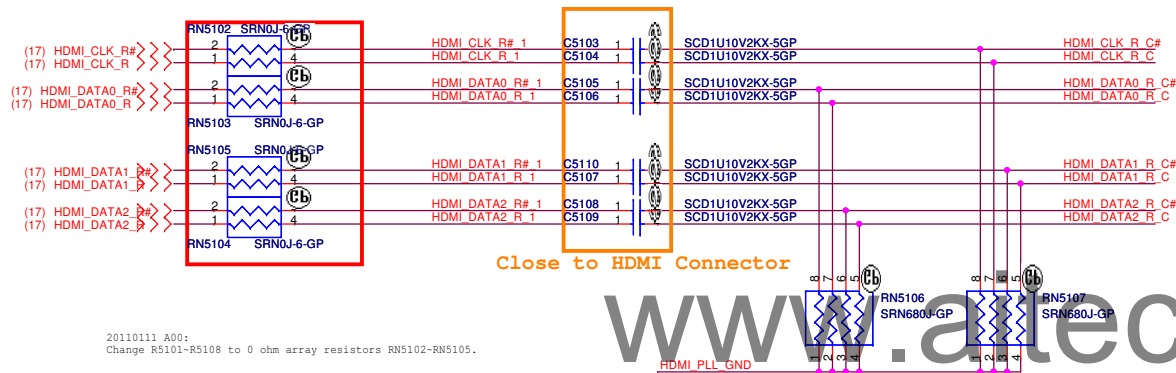 RN5102 SRN0J-6-GP
(17) HDMI_CLK_R# 2 HDMI_CLK_R#_1 C5103 1 SCD1U10V2KX-5GP HDMI_CLK_R_C#
(17) HDMI_CLK_R 1 4 HDMI_CLK_R_1 C5104 1 SCD1U10V2KX-5GP HDMI_CLK_R_C
(17) HDMI_DATA0_R# 2 HDMI_DATA0_R#_1 C5105 1 SCD1U10V2KX-5GP HDMI_DATA0_R_C#
(17) HDMI_DATA0_R 1 4 HDMI_DATA0_R_1 C5106 1 SCD1U10V2KX-5GP HDMI_DATA0_R_C
RN5103 SRN0J-6-GP
RN5105
(17) HDMI_DATA1_R# 2 HDMI_DATA1_R#_1 C5110 1 SCD1U10V2KX-5GP HDMI_DATA1_R_C#
(17) HDMI_DATA1_R 1 4 HDMI_DATA1_R_1 C5107 1 SCD1U10V2KX-5GP HDMI_DATA1_R_C
(17) HDMI_DATA2_R# 2 HDMI_DATA2_R#_1 C5108 1 SCD1U10V2KX-5GP HDMI_DATA2_R_C#
(17) HDMI_DATA2_R 1 4 HDMI_DATA2_R_1 C5109 1 SCD1U10V2KX-5GP HDMI_DATA2_R_C
RN5104 SRN0J-6-GP
Close to HDMI Connector
8 7 6 5 8 7 6 5
RN5106 RN5107
SRN680J-GP SRN680J-GP
www.aitec
1 2 3 4 1 2 3 4
20110111 A00:
Change R5101~R5108 to 0 ohm array resistors RN5102~RN5105.
HDMI_PLL_GND